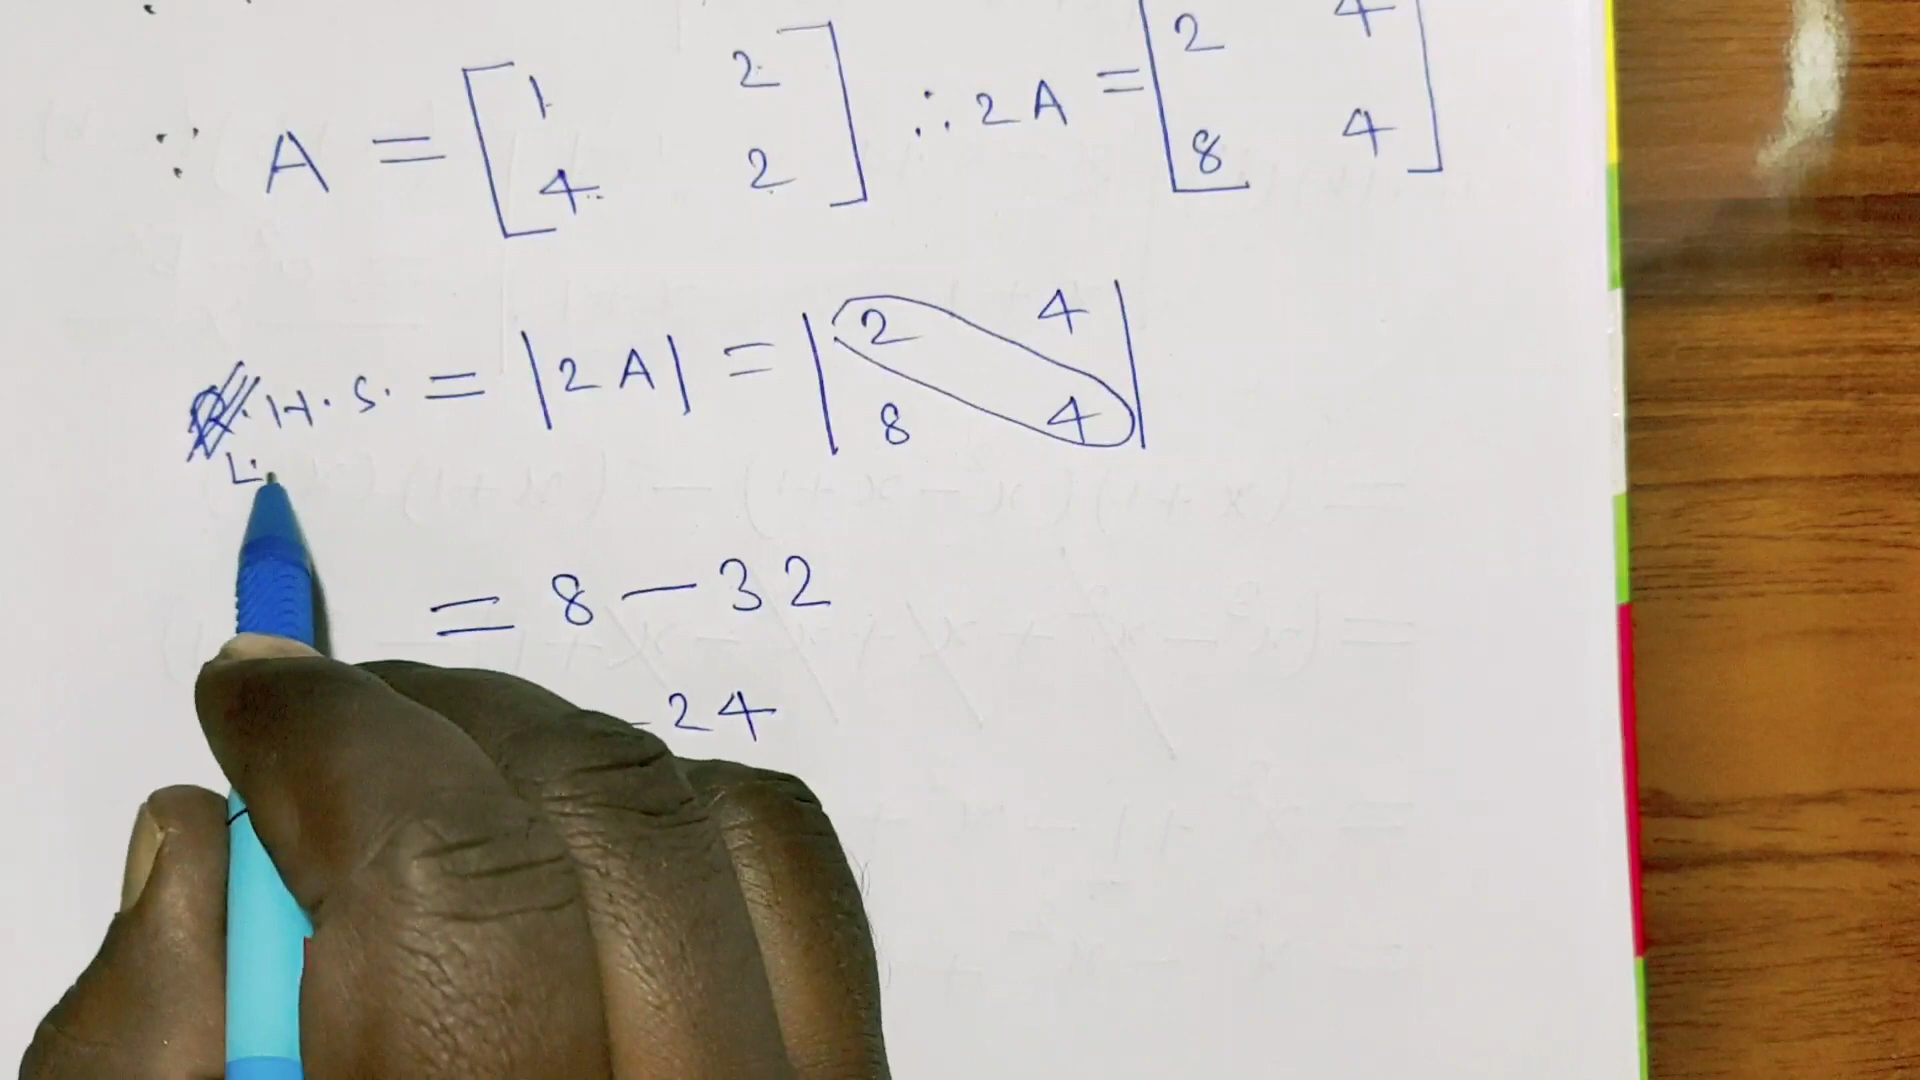 ∵ A = [1 2 4 2] ∴ 2A = [2 4 8 4]
H.S. = |2A| = |2 4 8 4|
L.
= 8 - 32
-24